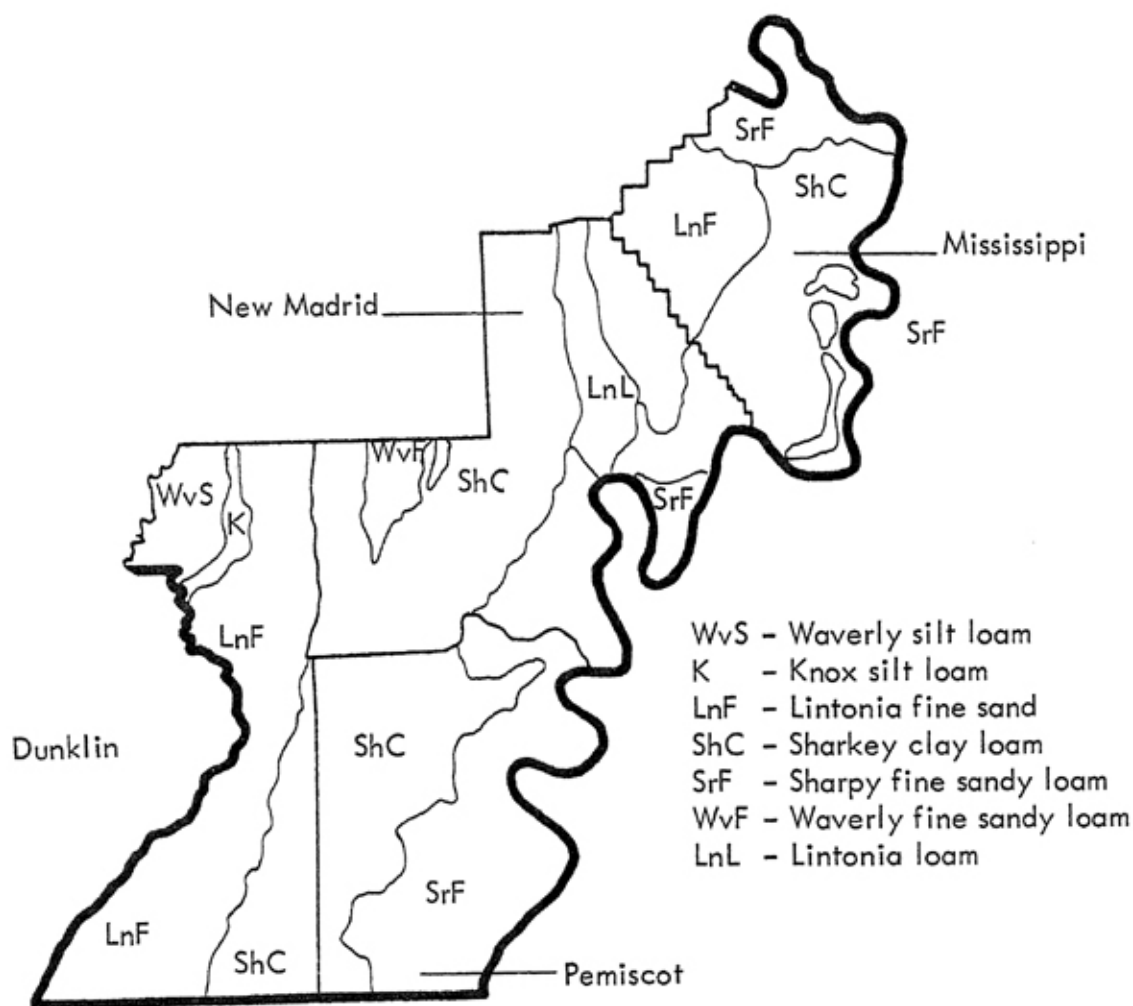 SrF
ShC
LnF
Mississippi
New Madrid
SrF
LnL
WvF
ShC
WvS
SrF
K
LnF
WvS – Waverly silt loam
K – Knox silt loam
LnF – Lintonia fine sand
ShC – Sharkey clay loam
SrF – Sharpy fine sandy loam
WvF – Waverly fine sandy loam
LnL – Lintonia loam
ShC
Dunklin
SrF
LnF
ShC
Pemiscot